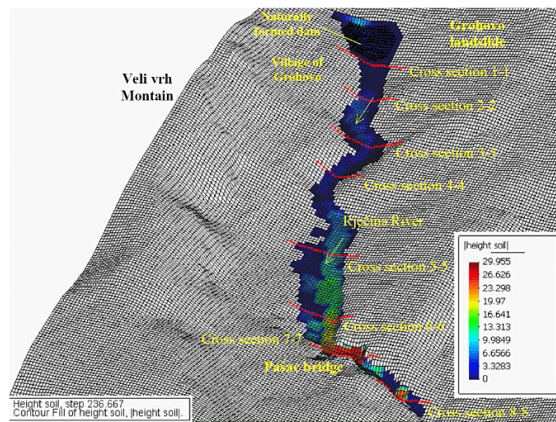 Naturally
formed dam
Grohovo
landslide
Village of
Grohovo
Cross section 1-1
Veli vrh
Montain
Cross section 2-2
Cross section 3-3
Cross section 4-4
Rječina River
Cross section 5-5
|height soil|
29.955
26.626
23.298
19.97
16.641
13.313
9.9849
6.6566
3.3283
0
Cross section 6-6
Cross section 7-7
Pašac bridge
Cross section 8-8
Height soil, step 236.667
Contour Fill of height soil, |height soil|.